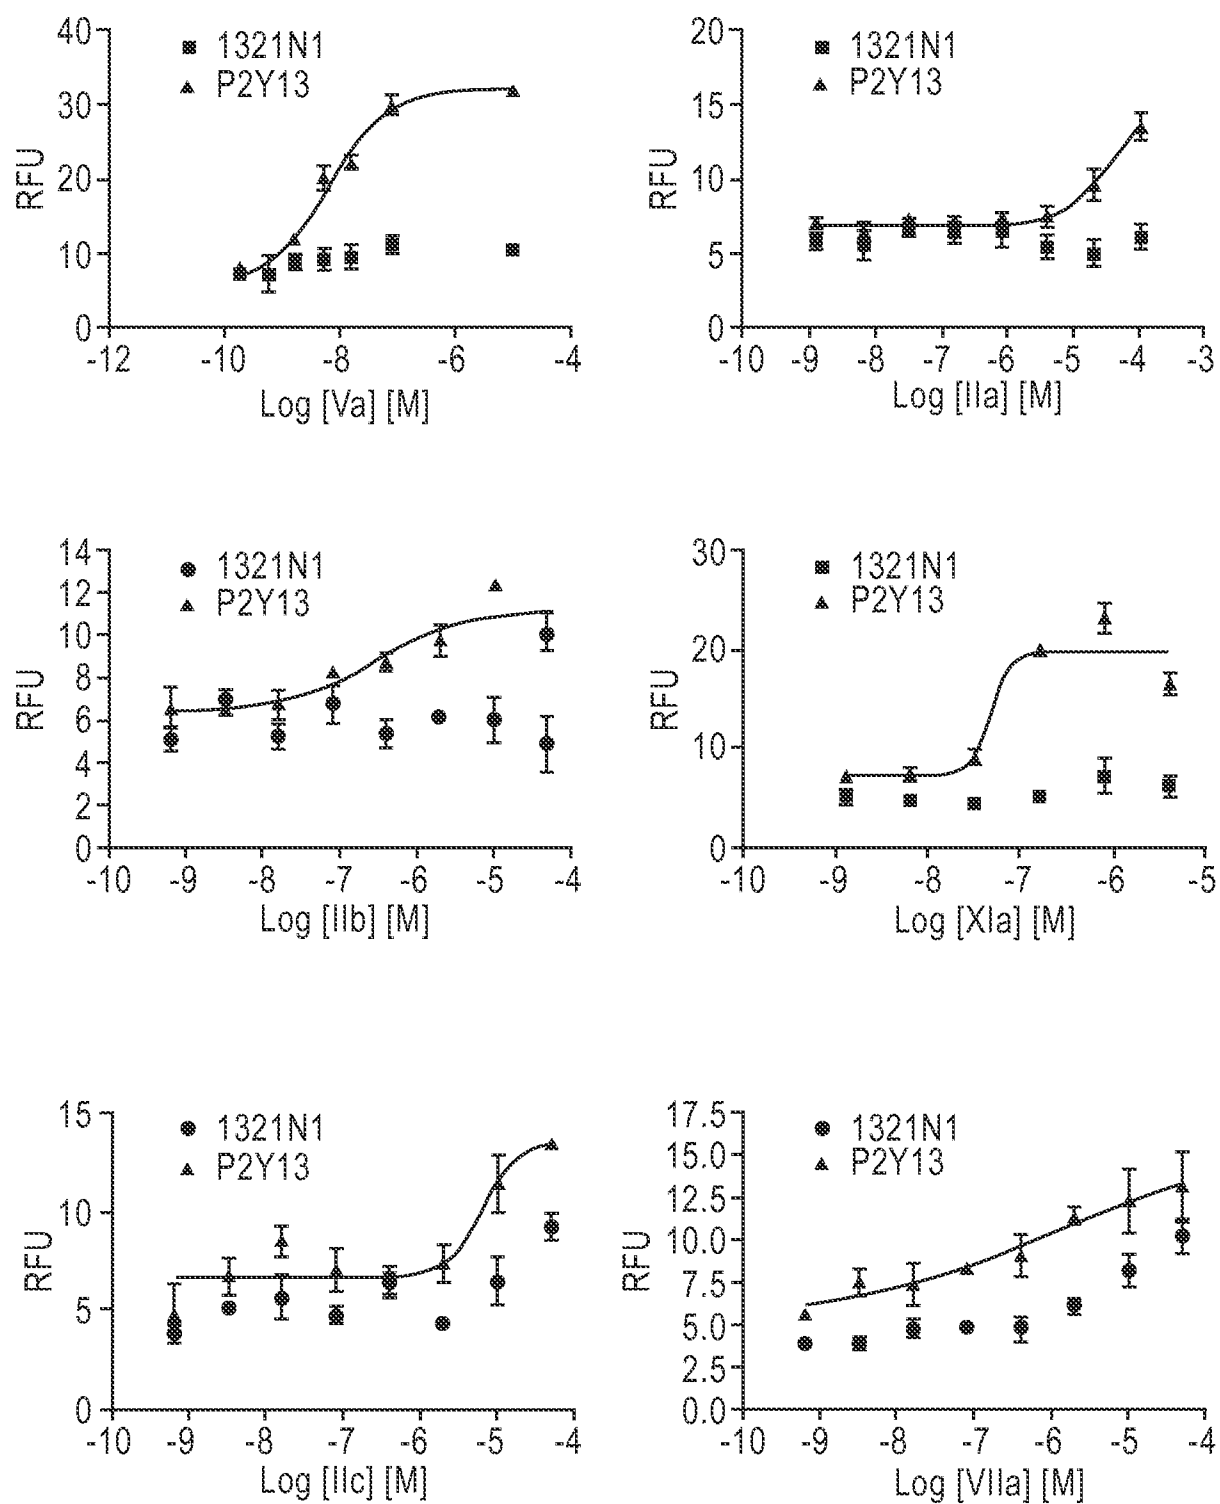 40
30
20
10
0
RFU
1321N1
P2Y13
-12 -10 -8 -6 -4
Log [Va] [M]
20
15
10
5
0
RFU
1321N1
P2Y13
-10 -9 -8 -7 -6 -5 -4 -3
Log [IIa] [M]
14
12
10
8
6
4
2
0
RFU
1321N1
P2Y13
-10 -9 -8 -7 -6 -5 -4
Log [IIb] [M]
30
20
10
0
RFU
1321N1
P2Y13
-10 -9 -8 -7 -6 -5
Log [XIa] [M]
15
10
5
0
RFU
1321N1
P2Y13
-10 -9 -8 -7 -6 -5 -4
Log [IIc] [M]
17.5
15.0
12.5
10.0
7.5
5.0
2.5
0.0
RFU
1321N1
P2Y13
-10 -9 -8 -7 -6 -5 -4
Log [VIIa] [M]